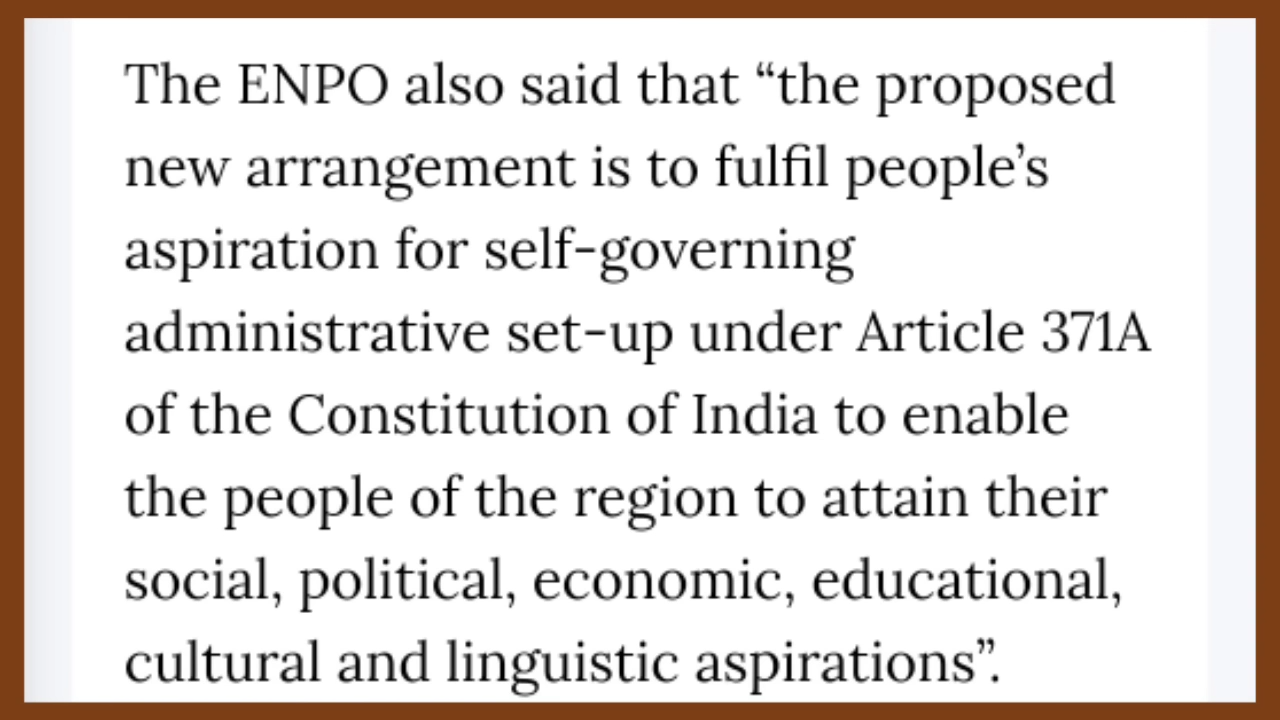 The ENPO also said that “the proposed
new arrangement is to fulfil people’s
aspiration for self-governing
administrative set-up under Article 371A
of the Constitution of India to enable
the people of the region to attain their
social, political, economic, educational,
cultural and linguistic aspirations”.